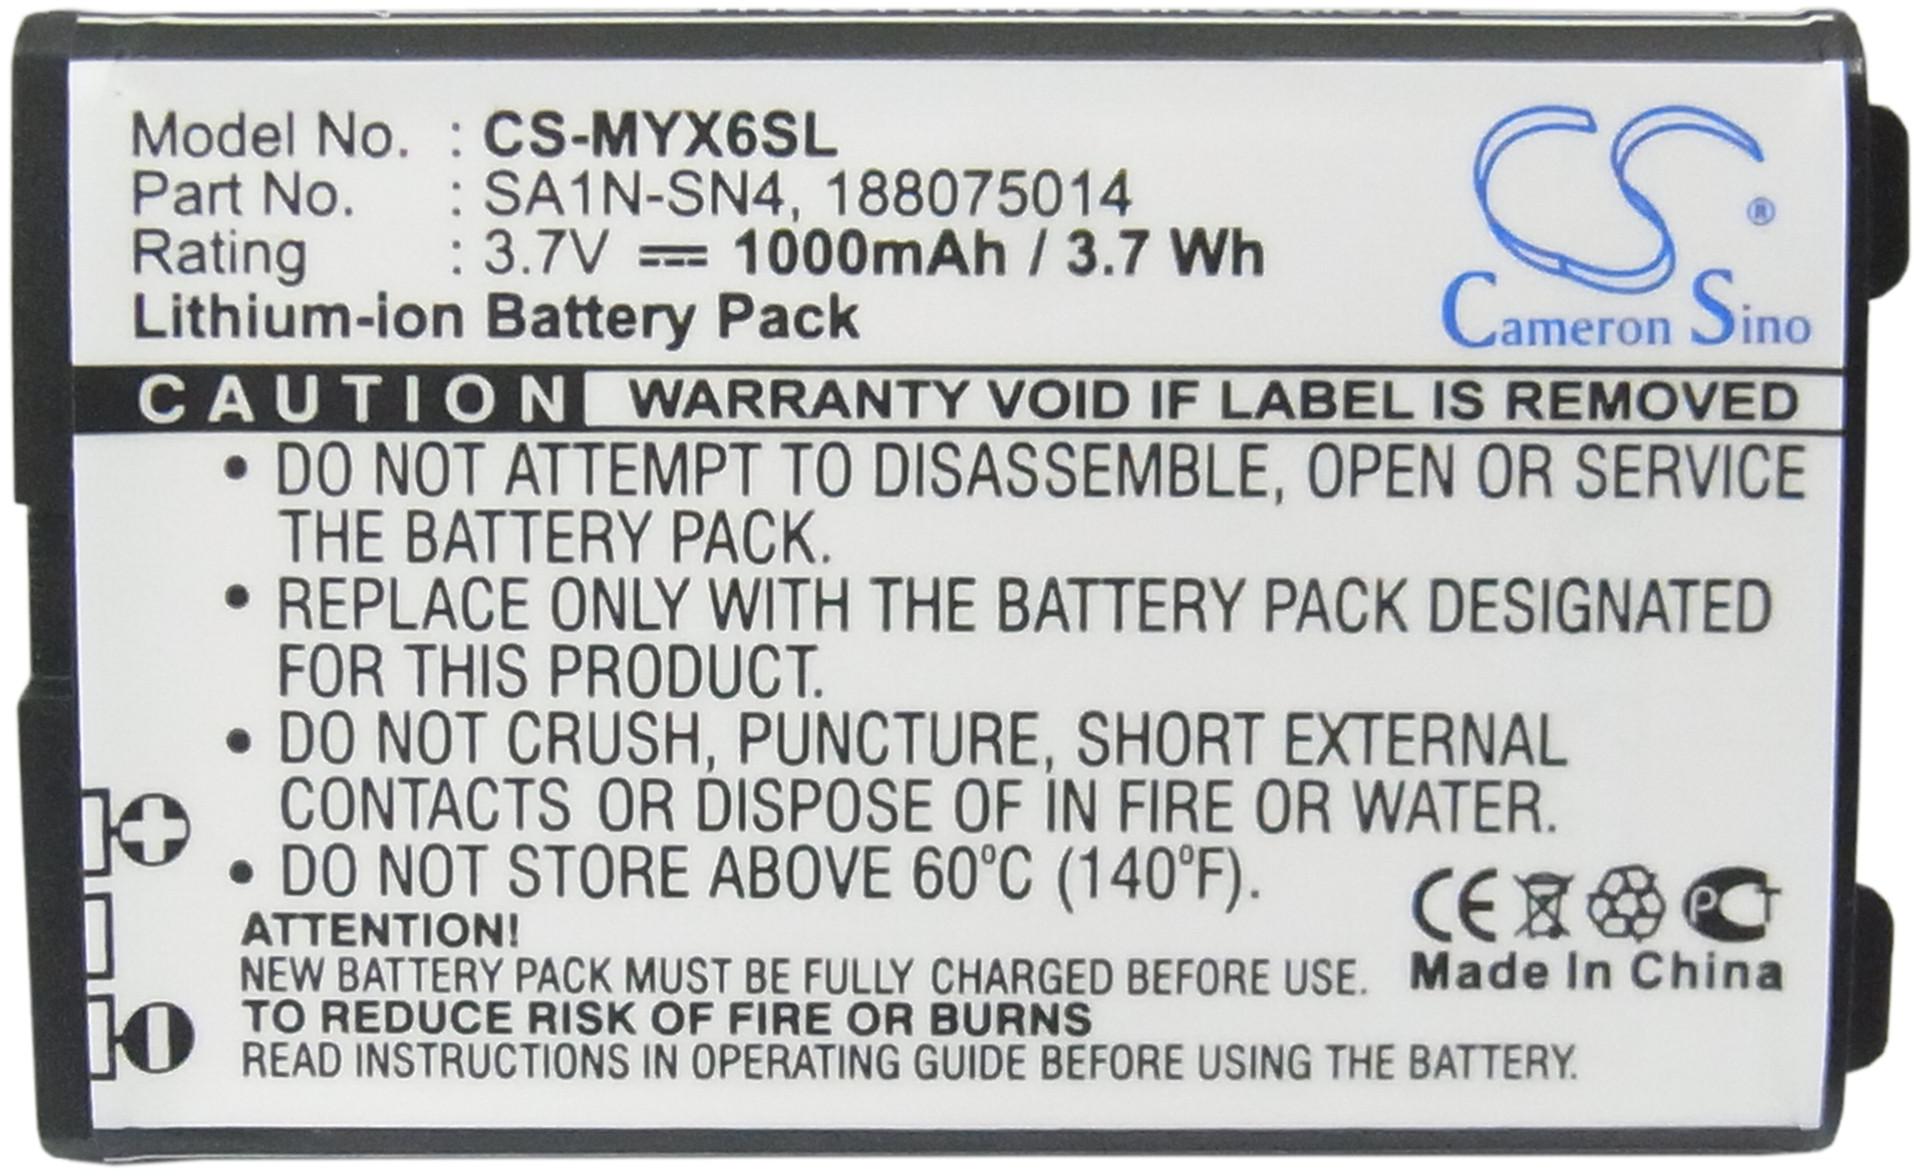 Model No. : CS-MYX6SL
Part No. : SA1N-SN4, 188075014
Rating : 3.7V 1000mAh / 3.7 Wh
Lithium-ion Battery Pack
CS ®
Cameron Sino
CAUTION WARRANTY VOID IF LABEL IS REMOVED
• DO NOT ATTEMPT TO DISASSEMBLE, OPEN OR SERVICE
THE BATTERY PACK.
• REPLACE ONLY WITH THE BATTERY PACK DESIGNATED
FOR THIS PRODUCT.
• DO NOT CRUSH, PUNCTURE, SHORT EXTERNAL
CONTACTS OR DISPOSE OF IN FIRE OR WATER.
• DO NOT STORE ABOVE 60ºC (140ºF).
ATTENTION!
NEW BATTERY PACK MUST BE FULLY CHARGED BEFORE USE.
TO REDUCE RISK OF FIRE OR BURNS
READ INSTRUCTIONS IN OPERATING GUIDE BEFORE USING THE BATTERY.
CE PCT
Made In China
+
-